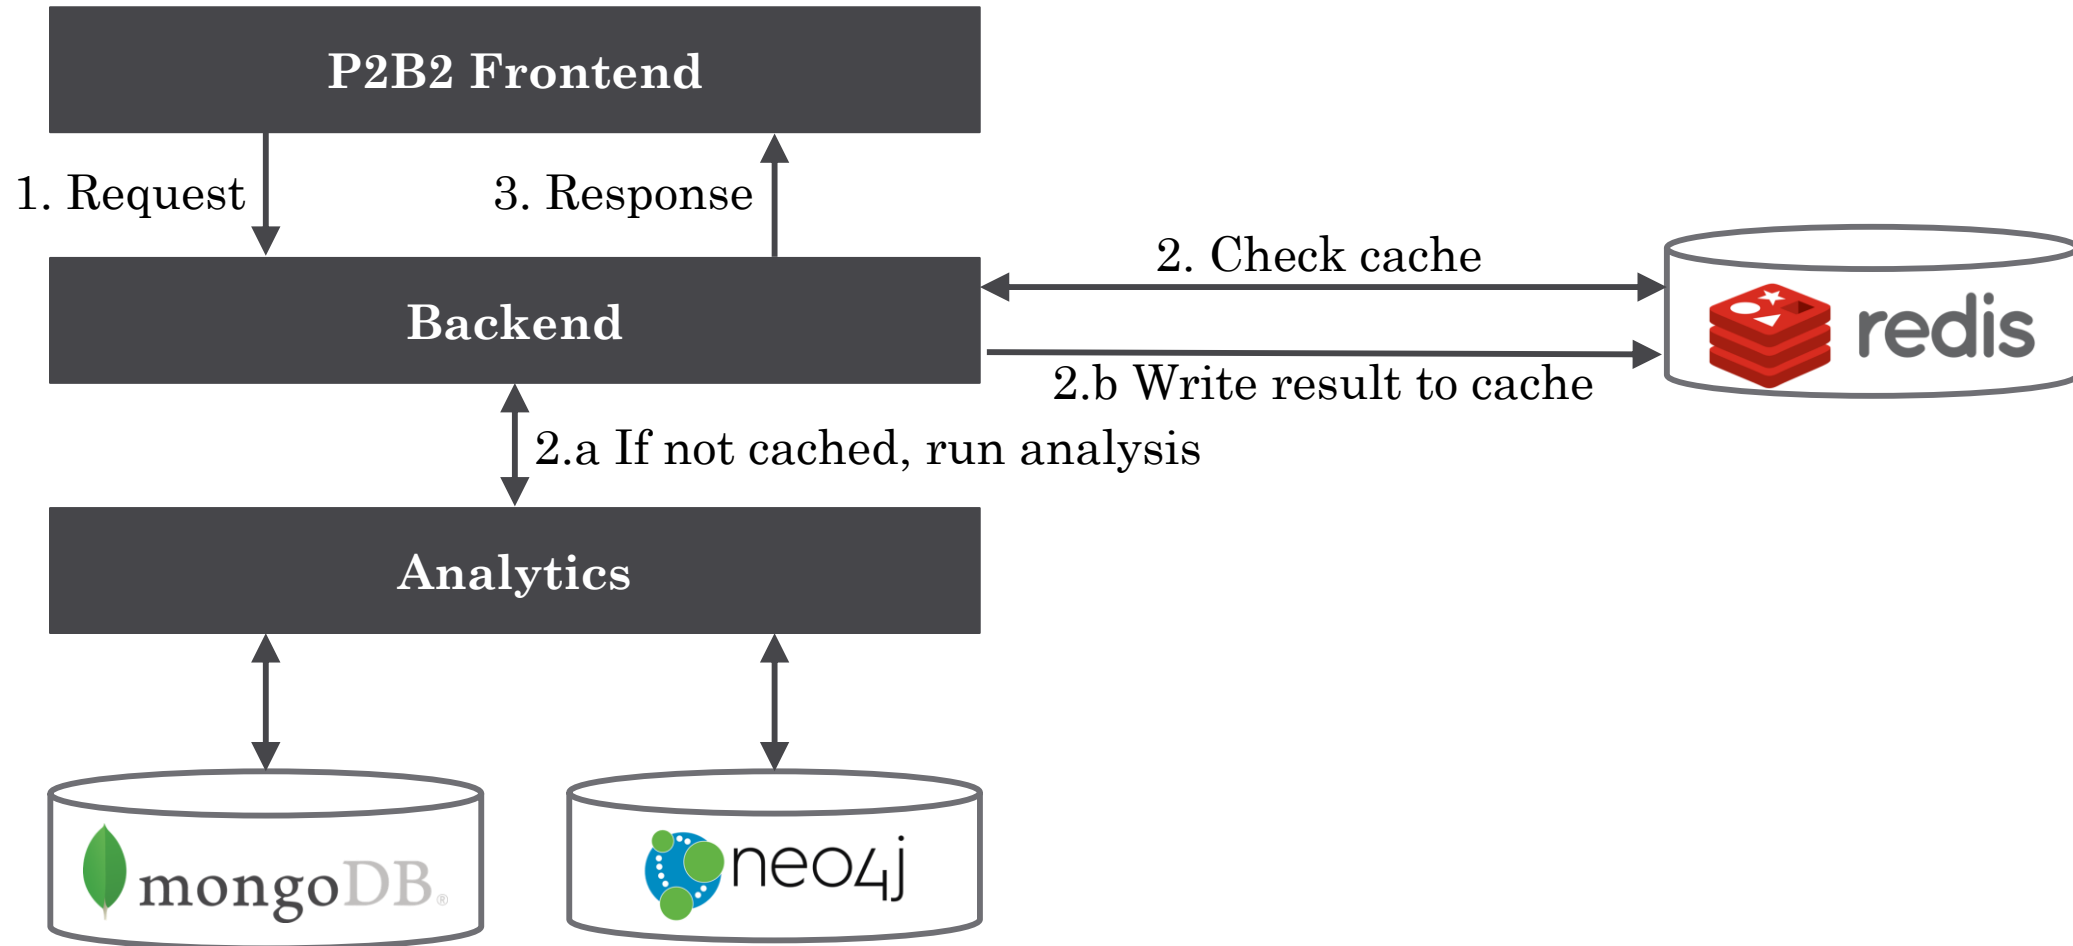 P2B2 Frontend
1. Request
3. Response
2. Check cache
Backend
redis
2.b Write result to cache
2.a If not cached, run analysis
Analytics
mongoDB®
neo4j